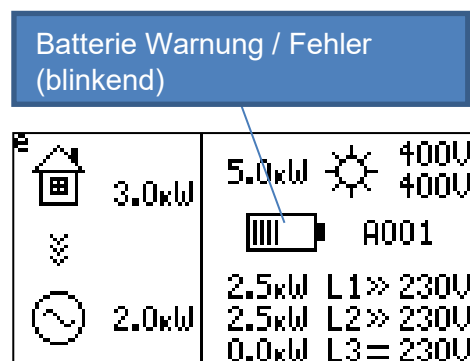 Batterie Warnung / Fehler
(blinkend)
e
3.0kW
2.0kW
5.0kW 400V
400V
A001
2.5kW L1» 230V
2.5kW L2» 230V
0.0kW L3= 230V